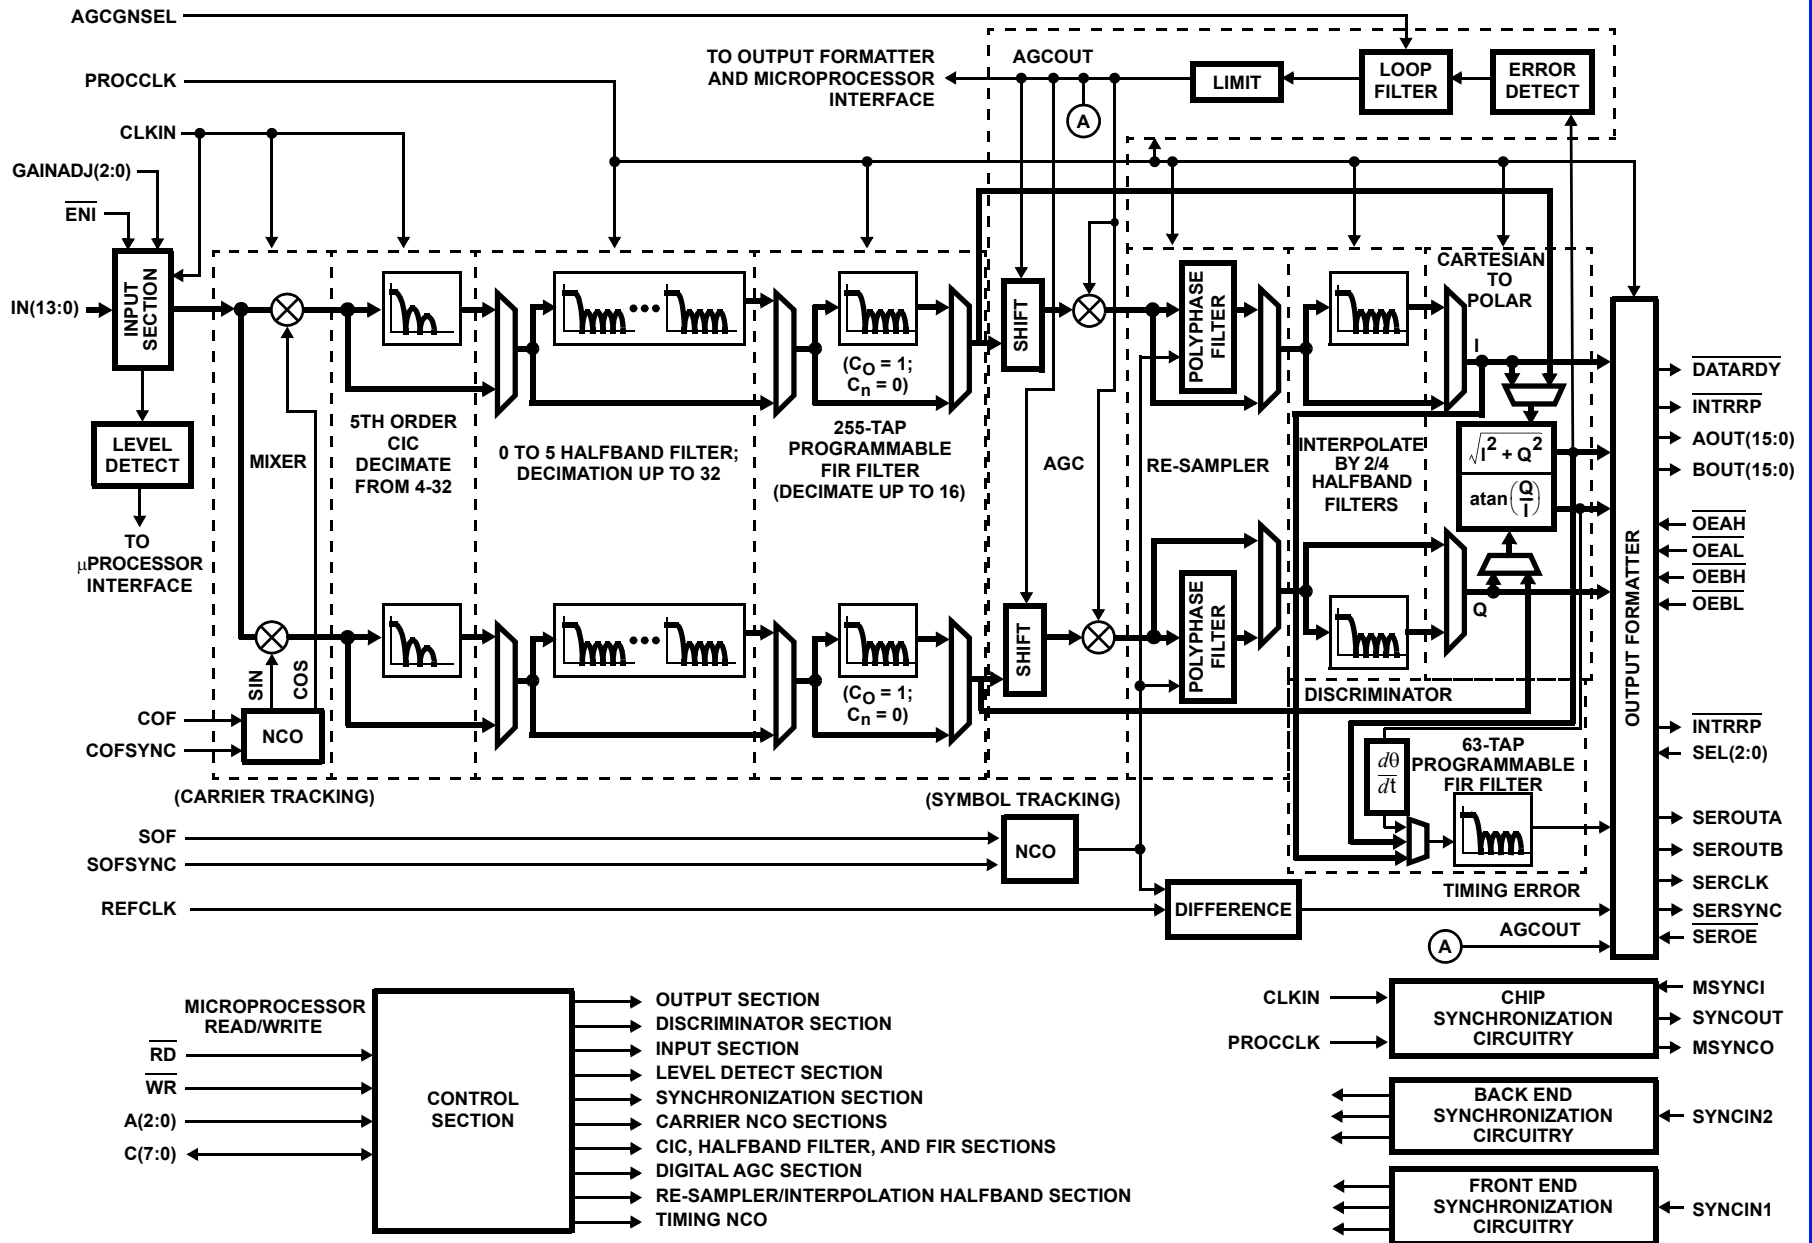 AGCGNSEL
PROCCLK
CLKIN
GAINADJ(2:0)
ENI
IN(13:0)
INPUT
SECTION
LEVEL
DETECT
TO
µPROCESSOR
INTERFACE
TO OUTPUT FORMATTER
AND MICROPROCESSOR
INTERFACE
AGCOUT
A
LIMIT
LOOP
FILTER
ERROR
DETECT
MIXER
SIN
COS
COF
COFSYNC
NCO
(CARRIER TRACKING)
5TH ORDER
CIC
DECIMATE
FROM 4-32
0 TO 5 HALFBAND FILTER;
DECIMATION UP TO 32
(CO = 1;
Cn = 0)
255-TAP
PROGRAMMABLE
FIR FILTER
(DECIMATE UP TO 16)
(CO = 1;
Cn = 0)
SHIFT
AGC
SHIFT
POLYPHASE
FILTER
RE-SAMPLER
POLYPHASE
FILTER
INTERPOLATE
BY 2/4
HALFBAND
FILTERS
CARTESIAN
TO
POLAR
I
√I2 + Q2
atan(Q/I)
Q
DISCRIMINATOR
dθ
dt
63-TAP
PROGRAMMABLE
FIR FILTER
OUTPUT FORMATTER
DATARDY
INTRRP
AOUT(15:0)
BOUT(15:0)
OEAH
OEAL
OEBH
OEBL
INTRRP
SEL(2:0)
SEROUTA
SEROUTB
SERCLK
SERSYNC
SEROE
(SYMBOL TRACKING)
SOF
SOFSYNC
NCO
REFCLK
DIFFERENCE
TIMING ERROR
AGCOUT
A
MICROPROCESSOR
READ/WRITE
RD
WR
A(2:0)
C(7:0)
CONTROL
SECTION
OUTPUT SECTION
DISCRIMINATOR SECTION
INPUT SECTION
LEVEL DETECT SECTION
SYNCHRONIZATION SECTION
CARRIER NCO SECTIONS
CIC, HALFBAND FILTER, AND FIR SECTIONS
DIGITAL AGC SECTION
RE-SAMPLER/INTERPOLATION HALFBAND SECTION
TIMING NCO
CLKIN
PROCCLK
CHIP
SYNCHRONIZATION
CIRCUITRY
MSYNCI
SYNCOUT
MSYNCO
BACK END
SYNCHRONIZATION
CIRCUITRY
SYNCIN2
FRONT END
SYNCHRONIZATION
CIRCUITRY
SYNCIN1